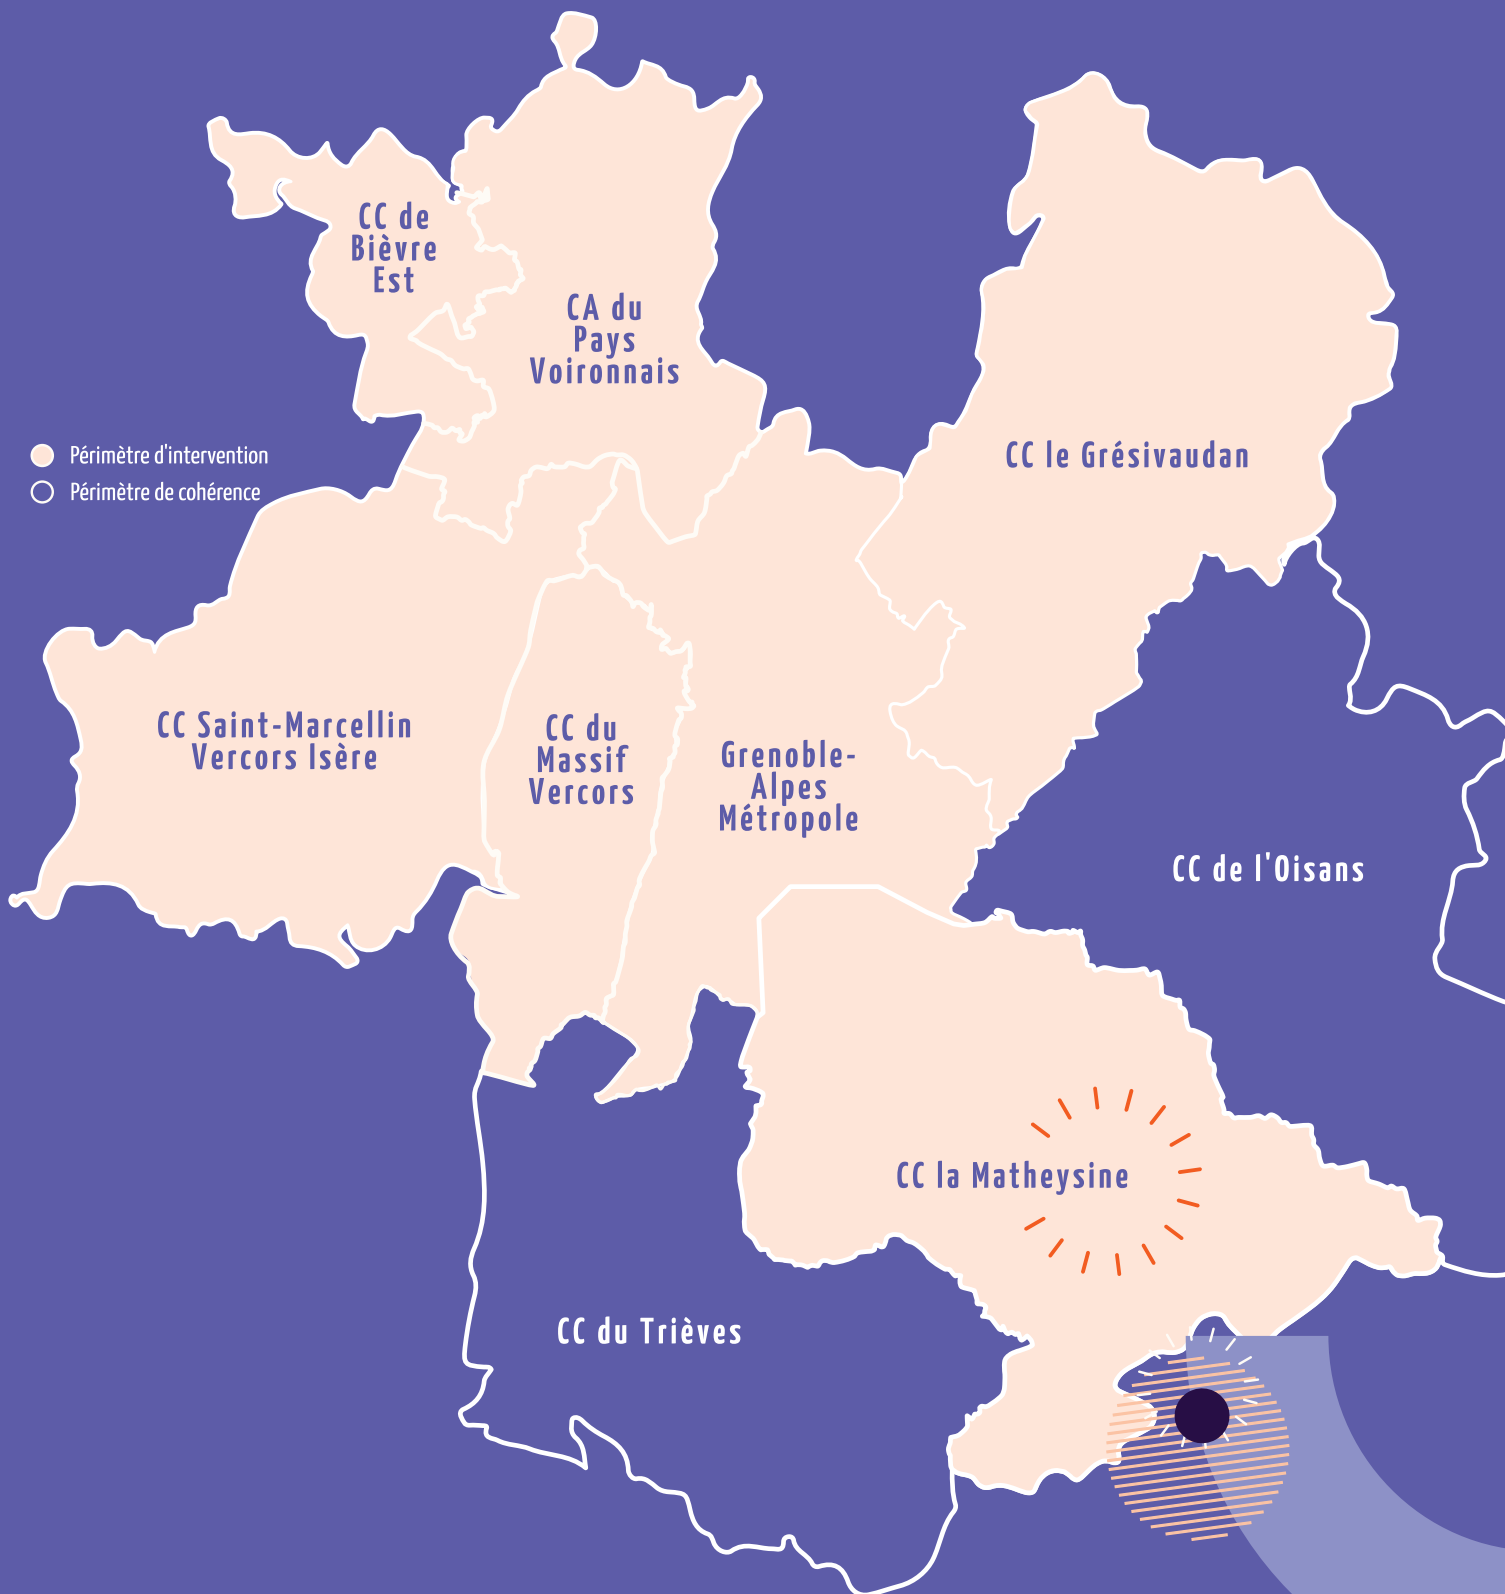 CC de
Bièvre
Est
CA du
Pays
Voironnais
Périmètre d'intervention
Périmètre de cohérence
CC le Grésivaudan
CC Saint-Marcellin
Vercors Isère
CC du
Massif
Vercors
Grenoble-
Alpes
Métropole
CC de l'Oisans
CC la Matheysine
CC du Trièves